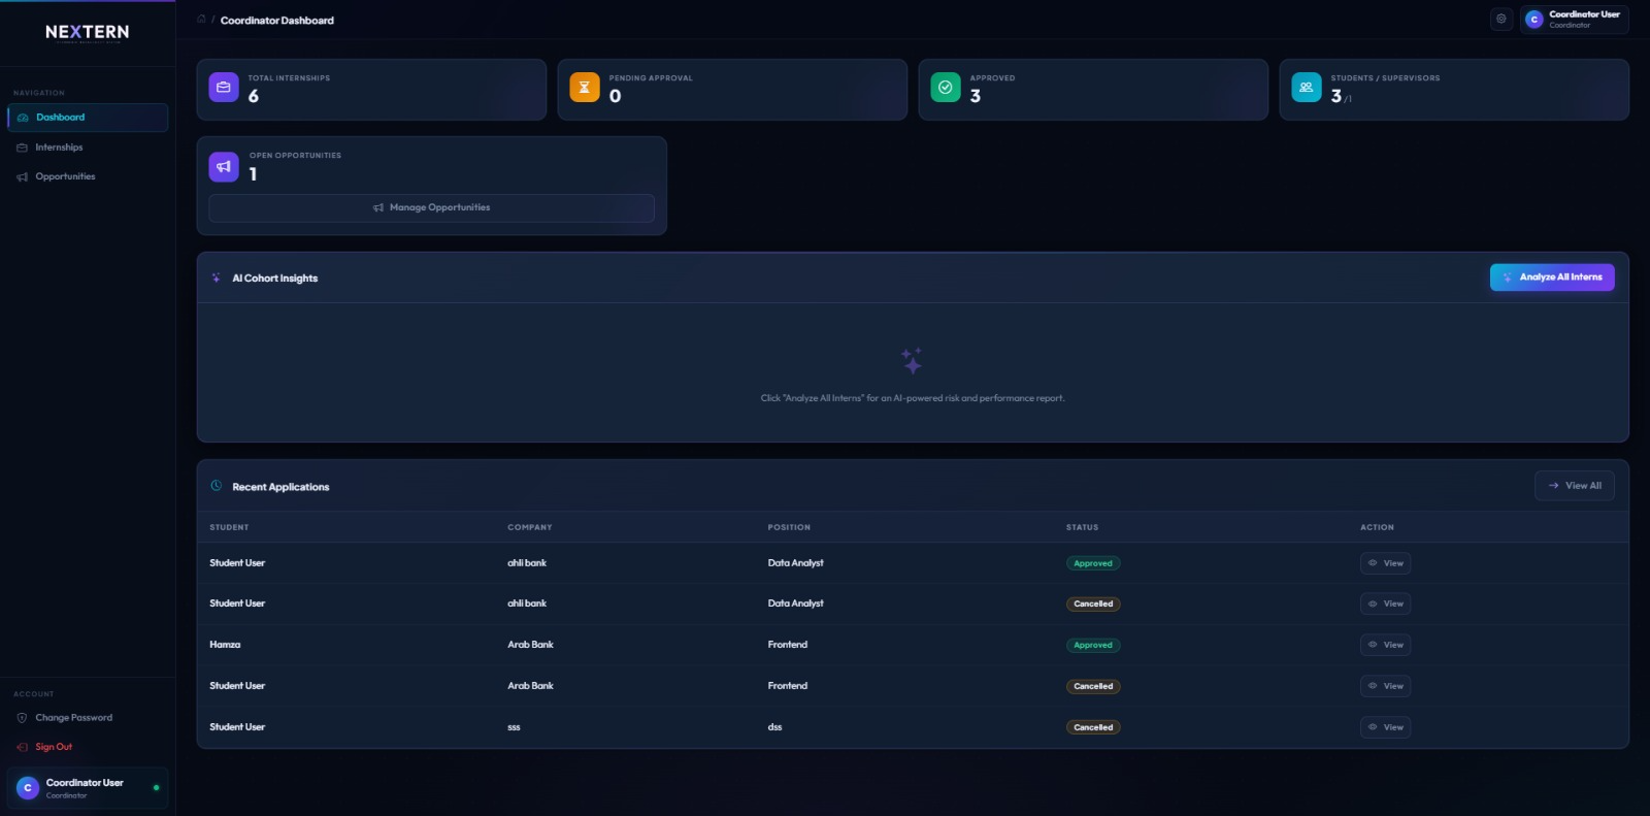 NEXTERN
/ Coordinator Dashboard
C
Coordinator User
Coordinator
NAVIGATION
Dashboard
Internships
Opportunities
TOTAL INTERNSHIPS
6
PENDING APPROVAL
0
APPROVED
3
STUDENTS / SUPERVISORS
3 /1
OPEN OPPORTUNITIES
1
Manage Opportunities
AI Cohort Insights
Analyze All Interns
Click "Analyze All Interns" for an AI-powered risk and performance report.
Recent Applications
View All
STUDENT COMPANY POSITION STATUS ACTION
Student User ahli bank Data Analyst Approved View
Student User ahli bank Data Analyst Cancelled View
Hamza Arab Bank Frontend Approved View
Student User Arab Bank Frontend Cancelled View
Student User sss dss Cancelled View
ACCOUNT
Change Password
Sign Out
C
Coordinator User
Coordinator